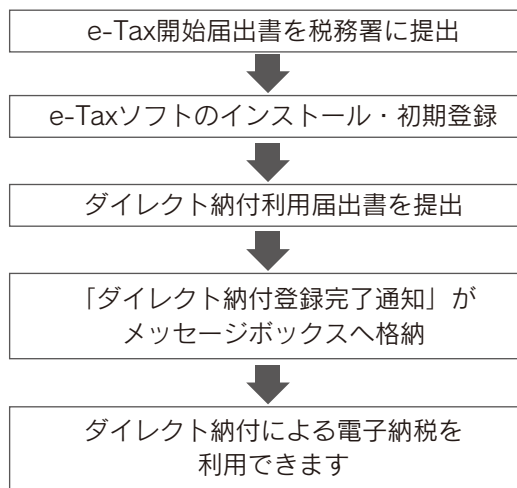 e-Tax開始届出書を税務署に提出
e-Taxソフトのインストール・初期登録
ダイレクト納付利用届出書を提出
「ダイレクト納付登録完了通知」が
メッセージボックスへ格納
ダイレクト納付による電子納税を
利用できます